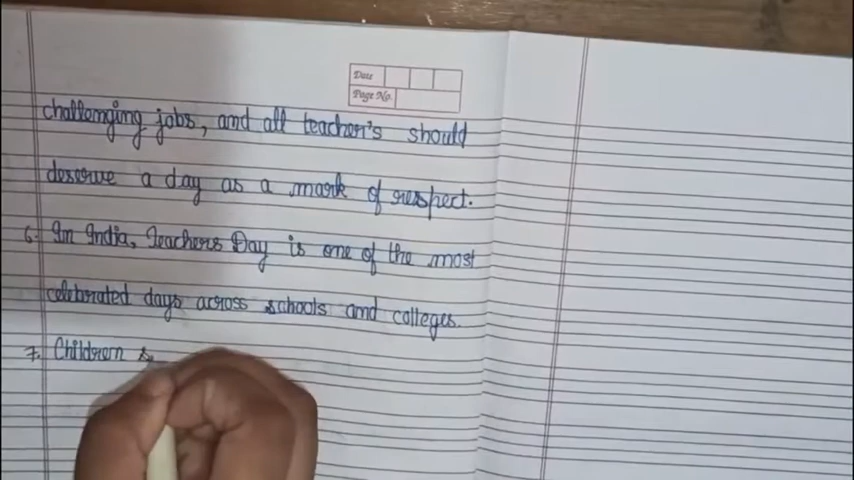 Date
Page No.
challenging jobs, and all teacher's should
deserve a day as a mark of respect.
6. In India, Teachers Day is one of the most
celebrated days across schools and colleges.
7. Children s